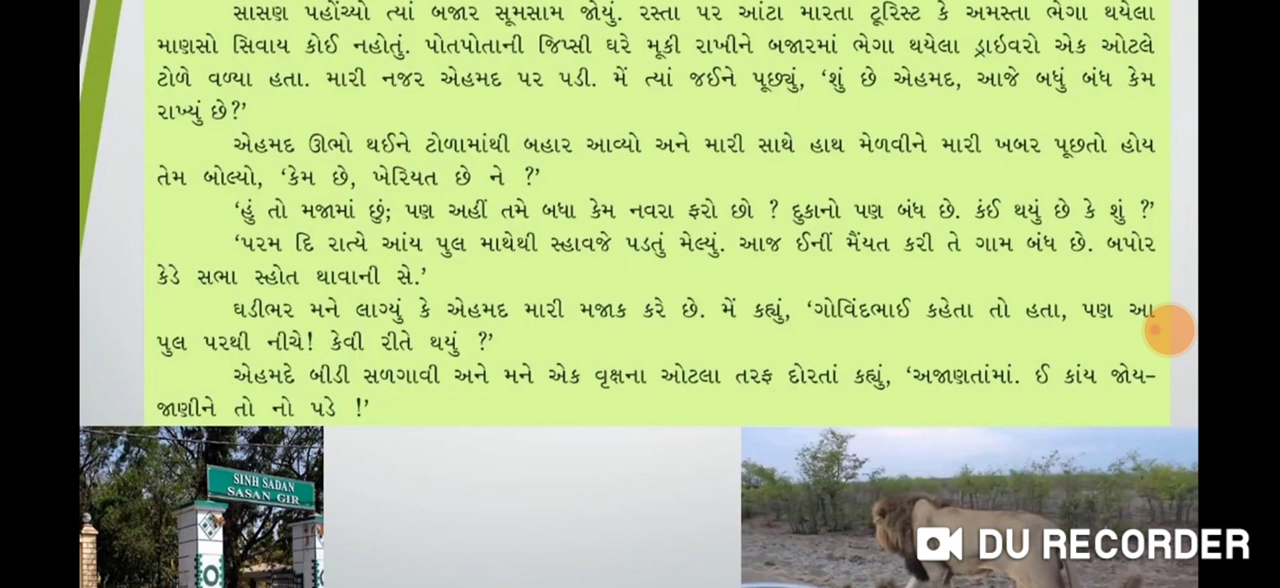 સાસણ પહોંચ્યો ત્યાં બજાર સૂમસામ જોયું. રસ્તા પર આંટા મારતા ટૂરિસ્ટ કે અમસ્તા ભેગા થયેલા
માણસો સિવાય કોઈ નહોતું. પોતપોતાની જિપ્સી ઘરે મૂકી રાખીને બજારમાં ભેગા થયેલા ડ્રાઇવરો એક ઓટલે
ટોળે વળ્યા હતા. મારી નજર એહમદ પર પડી. મેં ત્યાં જઈને પૂછ્યું, ‘શું છે એહમદ, આજે બધું બંધ કેમ
રાખ્યું છે?’
એહમદ ઊભો થઈને ટોળામાંથી બહાર આવ્યો અને મારી સાથે હાથ મેળવીને મારી ખબર પૂછતો હોય
તેમ બોલ્યો, ‘કેમ છે, ખેરિયત છે ને ?’
‘હું તો મજામાં છું; પણ અહીં તમે બધા કેમ નવરા ફરો છો ? દુકાનો પણ બંધ છે. કંઈ થયું છે કે શું ?’
‘પરમ દિ રાત્યે આંય પુલ માથેથી સ્હાવજે પડતું મેલ્યું. આજ ઈનીં મૈંયત કરી તે ગામ બંધ છે. બપોર
કેડે સભા સ્હોત થાવાની સે.’
ઘડીભર મને લાગ્યું કે એહમદ મારી મજાક કરે છે. મેં કહ્યું, ‘ગોવિંદભાઈ કહેતા તો હતા, પણ આ
પુલ પરથી નીચે! કેવી રીતે થયું ?’
એહમદે બીડી સળગાવી અને મને એક વૃક્ષના ઓટલા તરફ દોરતાં કહ્યું, ‘અજાણતાંમાં. ઈ કાંય જોય-
જાણીને તો નો પડે !’
SINH SADAN
SASAN GIR
DU RECORDER